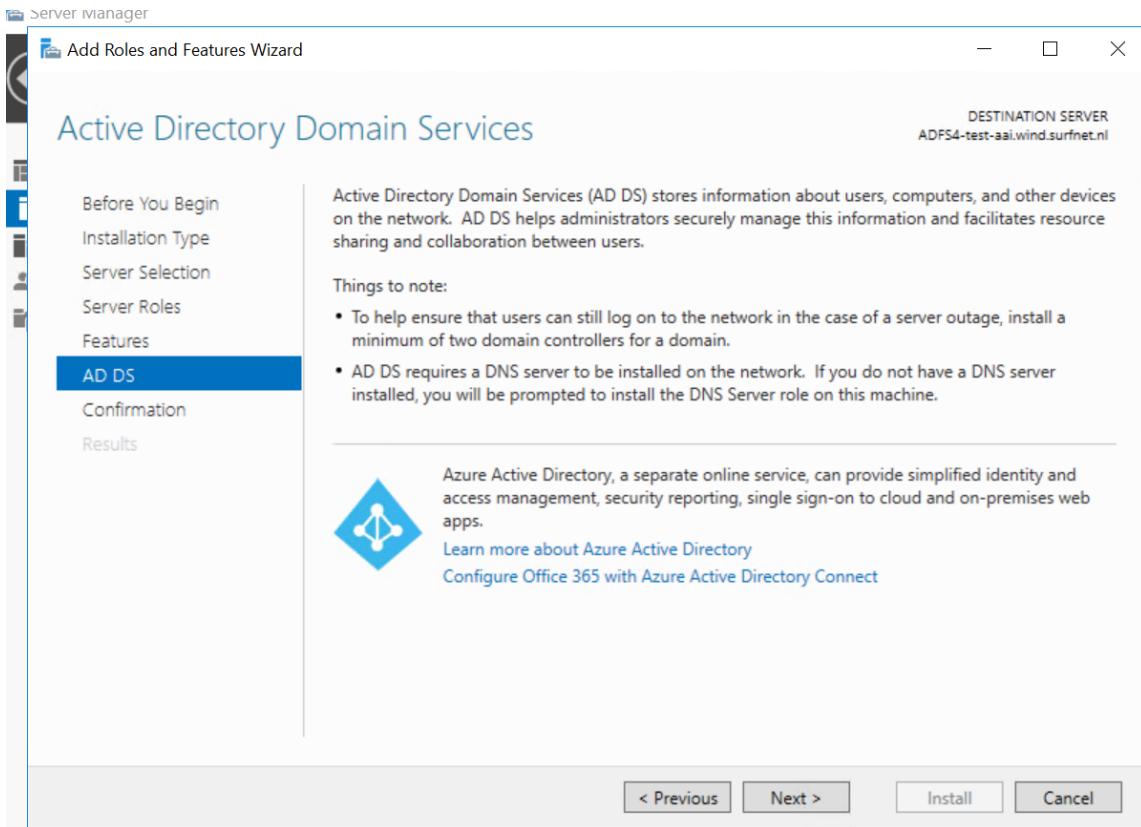 Server Manager
Add Roles and Features Wizard
Active Directory Domain Services
DESTINATION SERVER
ADFS4-test-aai.wind.surfnet.nl
Before You Begin
Installation Type
Server Selection
Server Roles
Features
AD DS
Confirmation
Results
Active Directory Domain Services (AD DS) stores information about users, computers, and other devices
on the network.  AD DS helps administrators securely manage this information and facilitates resource
sharing and collaboration between users.
Things to note:
• To help ensure that users can still log on to the network in the case of a server outage, install a
minimum of two domain controllers for a domain.
• AD DS requires a DNS server to be installed on the network.  If you do not have a DNS server
installed, you will be prompted to install the DNS Server role on this machine.
Azure Active Directory, a separate online service, can provide simplified identity and
access management, security reporting, single sign-on to cloud and on-premises web
apps.
Learn more about Azure Active Directory
Configure Office 365 with Azure Active Directory Connect
< Previous
Next >
Install
Cancel